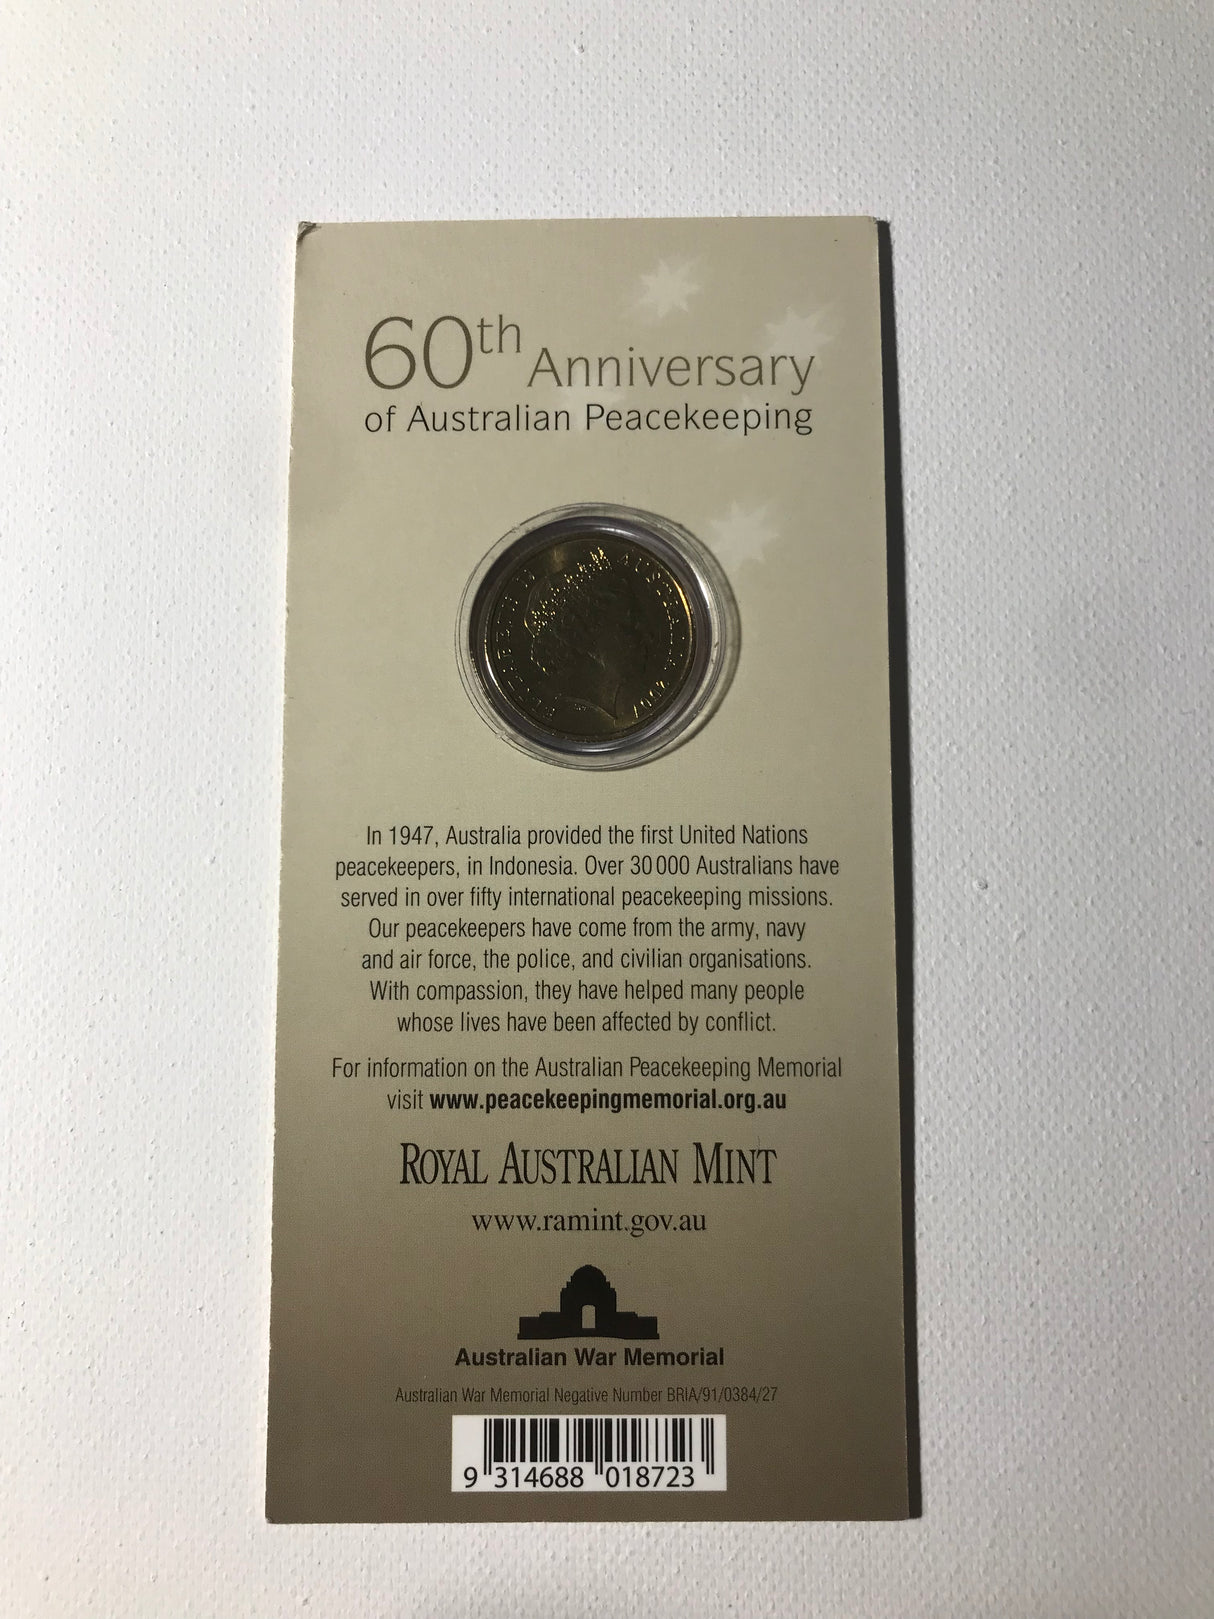 60th Anniversary
of Australian Peacekeeping
ELIZABETH II AUSTRALIA 2007
In 1947, Australia provided the first United Nations
peacekeepers, in Indonesia. Over 30 000 Australians have
served in over fifty international peacekeeping missions.
Our peacekeepers have come from the army, navy
and air force, the police, and civilian organisations.
With compassion, they have helped many people
whose lives have been affected by conflict.
For information on the Australian Peacekeeping Memorial
visit www.peacekeepingmemorial.org.au
ROYAL AUSTRALIAN MINT
www.ramint.gov.au
Australian War Memorial
Australian War Memorial Negative Number BRIA/91/0384/27
9 314688 018723